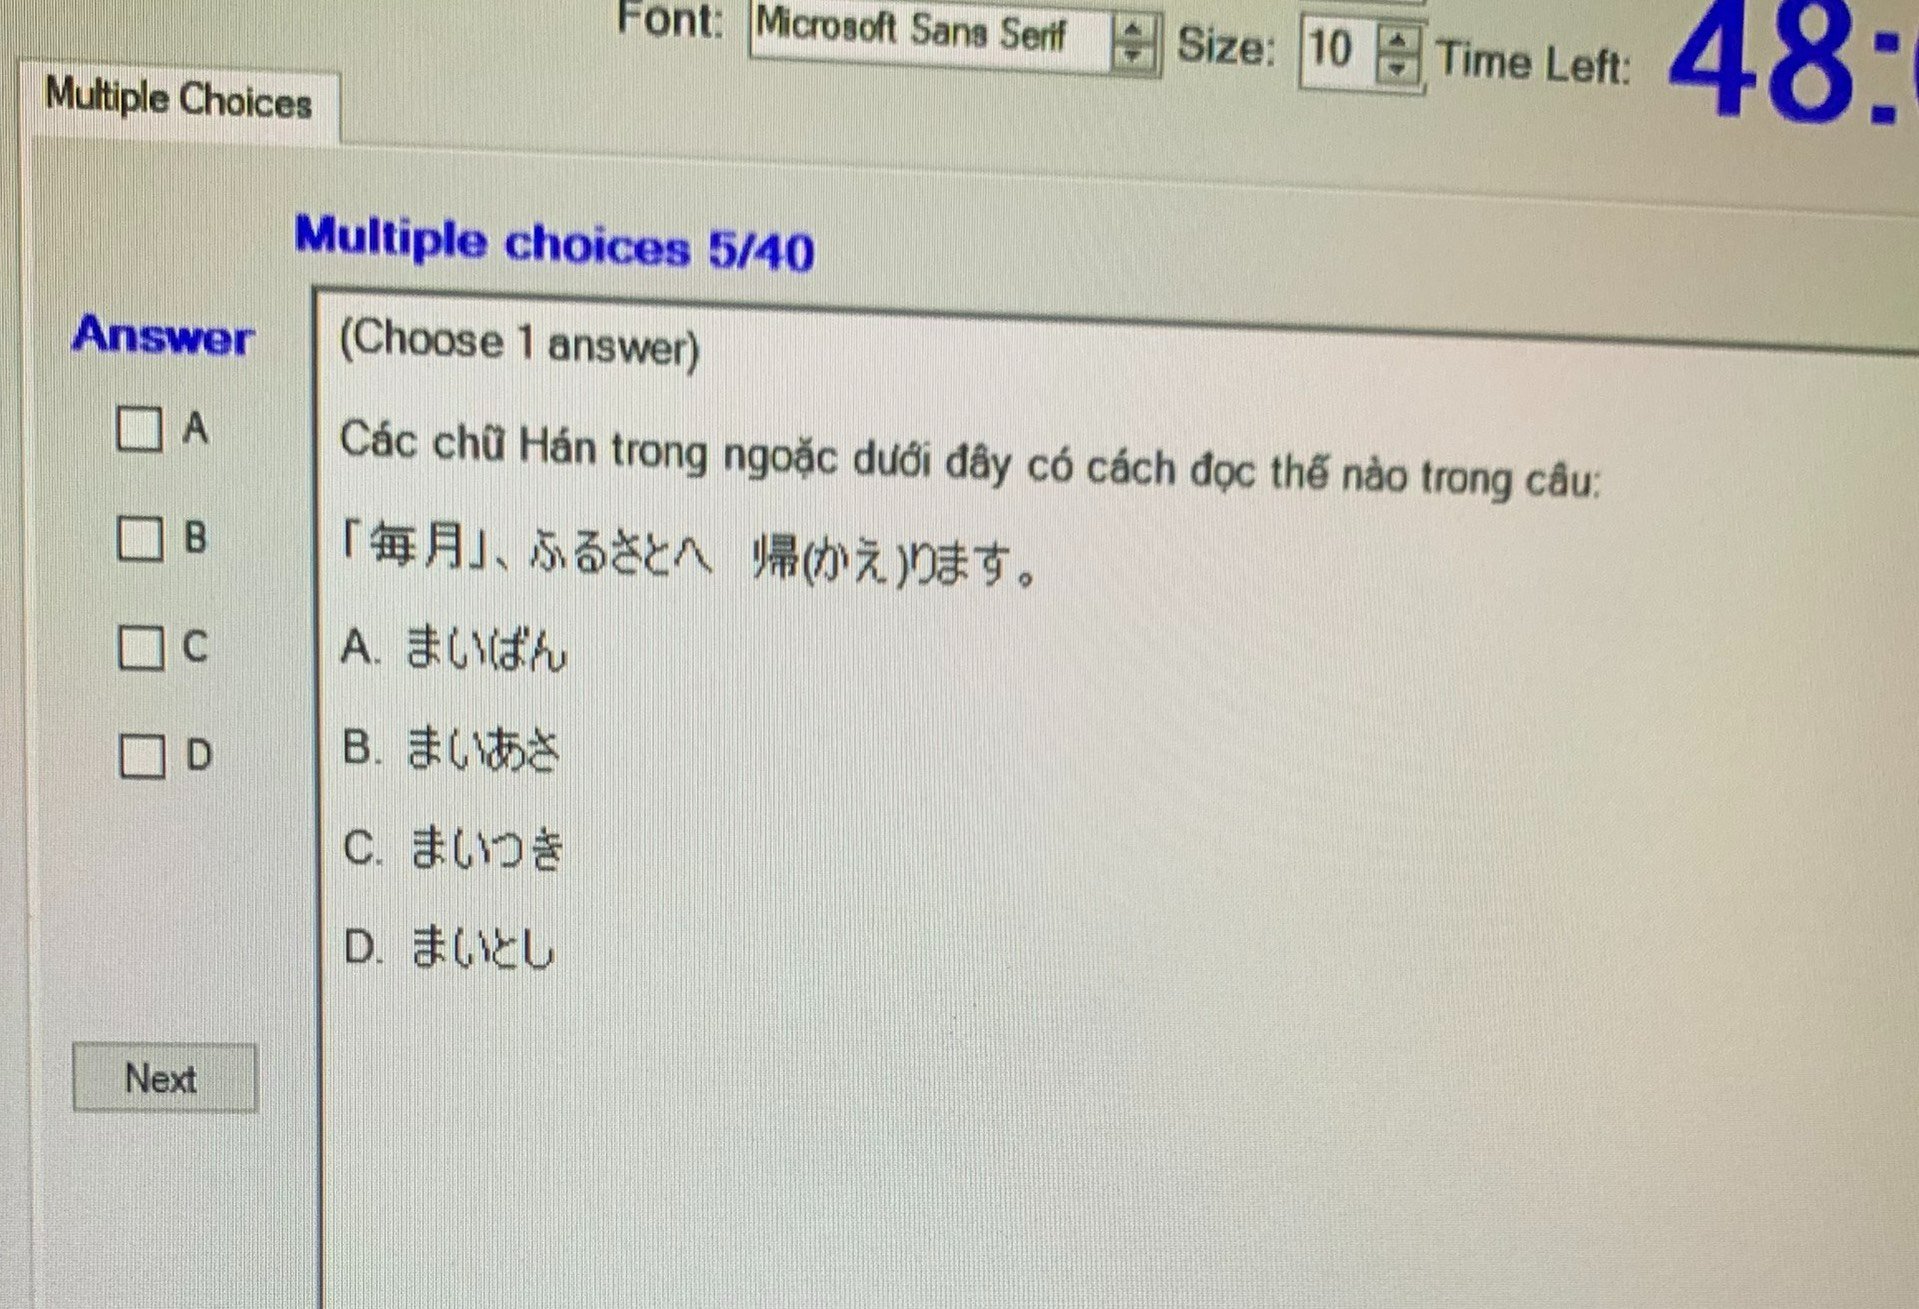 Font: Microsoft Sans Serif Size: 10 Time Left: 48:
Multiple Choices
Multiple choices 5/40
Answer
(Choose 1 answer)
A
Các chữ Hán trong ngoặc dưới đây có cách đọc thế nào trong câu:
B
「毎月」、ふるさとへ 帰(かえ)ります。
C
A. まいばん
D
B. まいあさ
C. まいつき
D. まいとし
Next